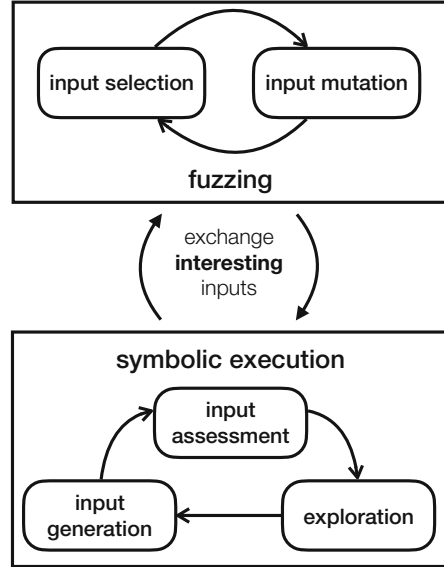 input selection
input mutation
fuzzing
exchange
interesting
inputs
symbolic execution
input
assessment
input
generation
exploration